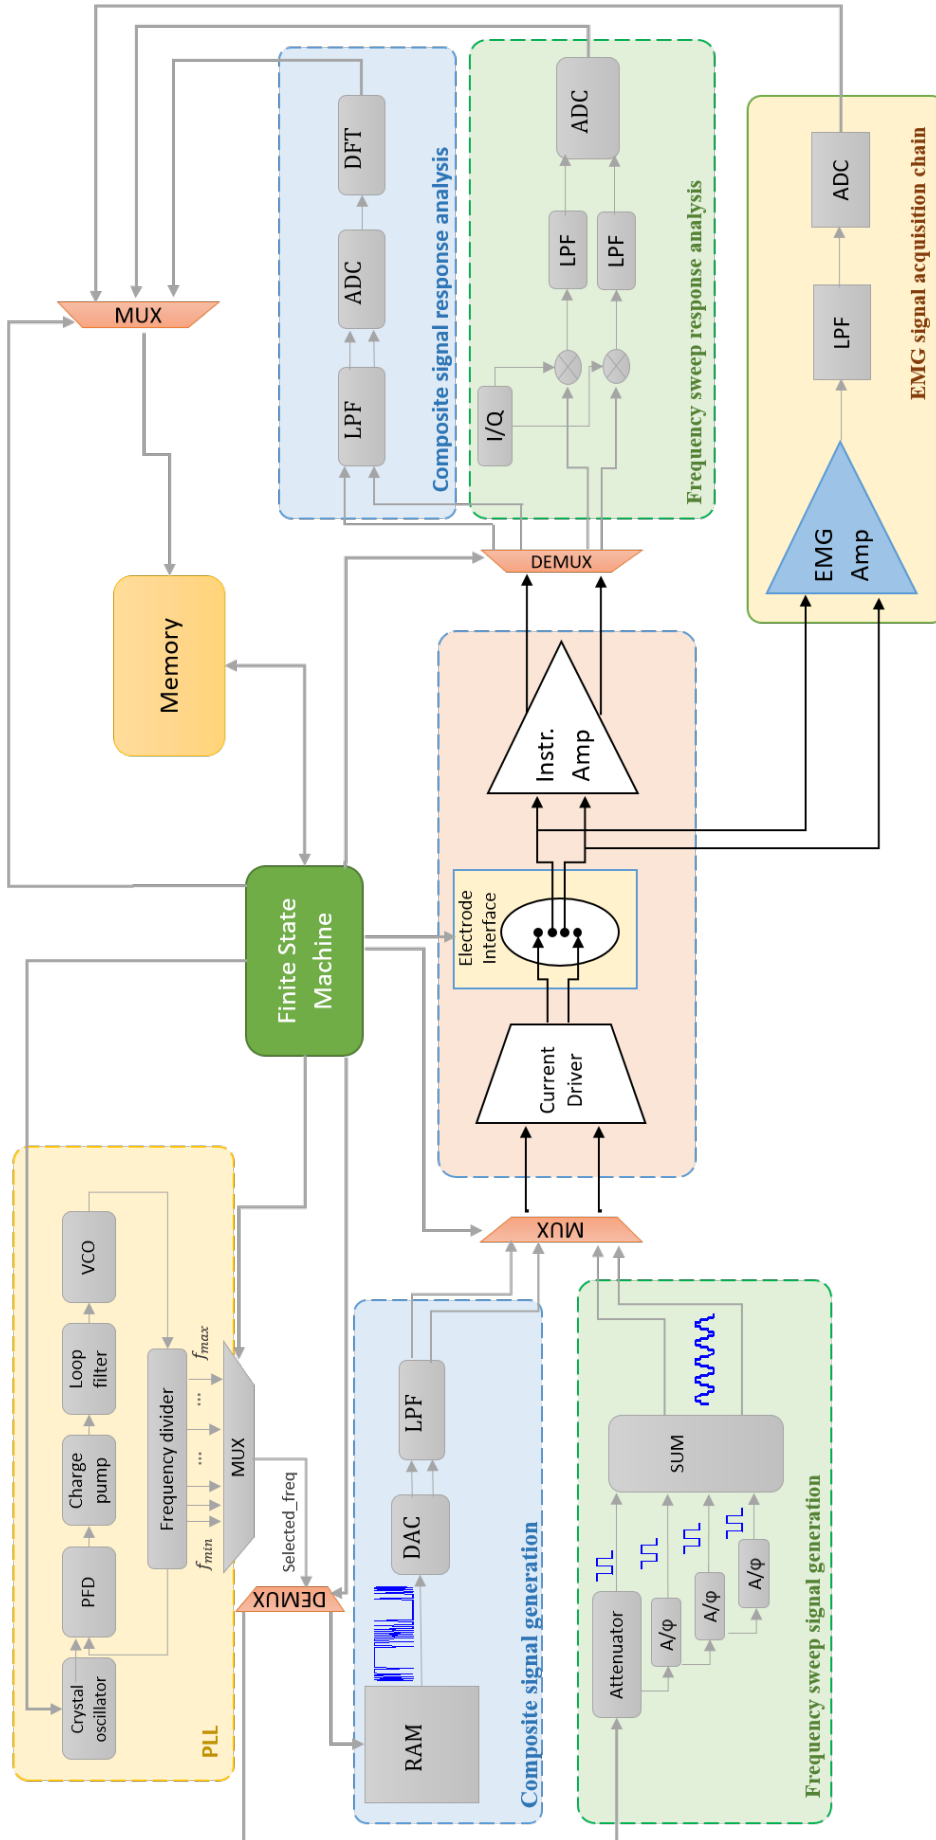 PLL
Crystal
oscillator
PFD
Charge
pump
Loop
filter
VCO
Frequency divider
fmin
...
...
fmax
MUX
Selected_freq
DEMUX
Finite State
Machine
Memory
MUX
Composite signal generation
RAM
DAC
LPF
Frequency sweep signal generation
Attenuator
A/φ
A/φ
A/φ
SUM
MUX
Current
Driver
Electrode
Interface
Instr.
Amp
DEMUX
LPF
ADC
DFT
Composite signal response analysis
I/Q
LPF
LPF
ADC
Frequency sweep response analysis
EMG
Amp
LPF
ADC
EMG signal acquisition chain